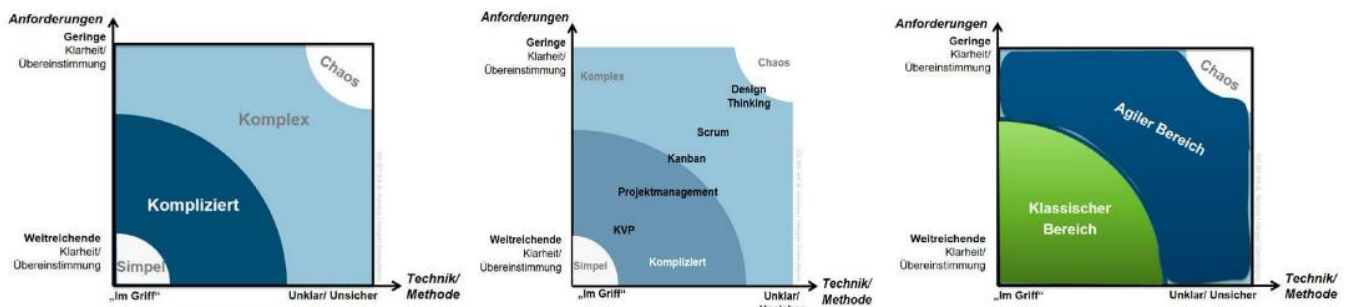 Anforderungen
Geringe
Klarheit/
Übereinstimmung
Chaos
Komplex
Kompliziert
Weitreichende
Klarheit/
Übereinstimmung
Simpel
„Im Griff“
Unklar/ Unsicher
Technik/
Methode
Anforderungen
Geringe
Klarheit/
Übereinstimmung
Komplex
Chaos
Design
Thinking
Scrum
Kanban
Projektmanagement
KVP
Weitreichende
Klarheit/
Übereinstimmung
Simpel
Kompliziert
„Im Griff“
Unklar/
Technik/
Methode
Anforderungen
Geringe
Klarheit/
Übereinstimmung
Chaos
Agiler Bereich
Klassischer
Bereich
Weitreichende
Klarheit/
Übereinstimmung
„Im Griff“
Unklar/ Unsicher
Technik/
Methode